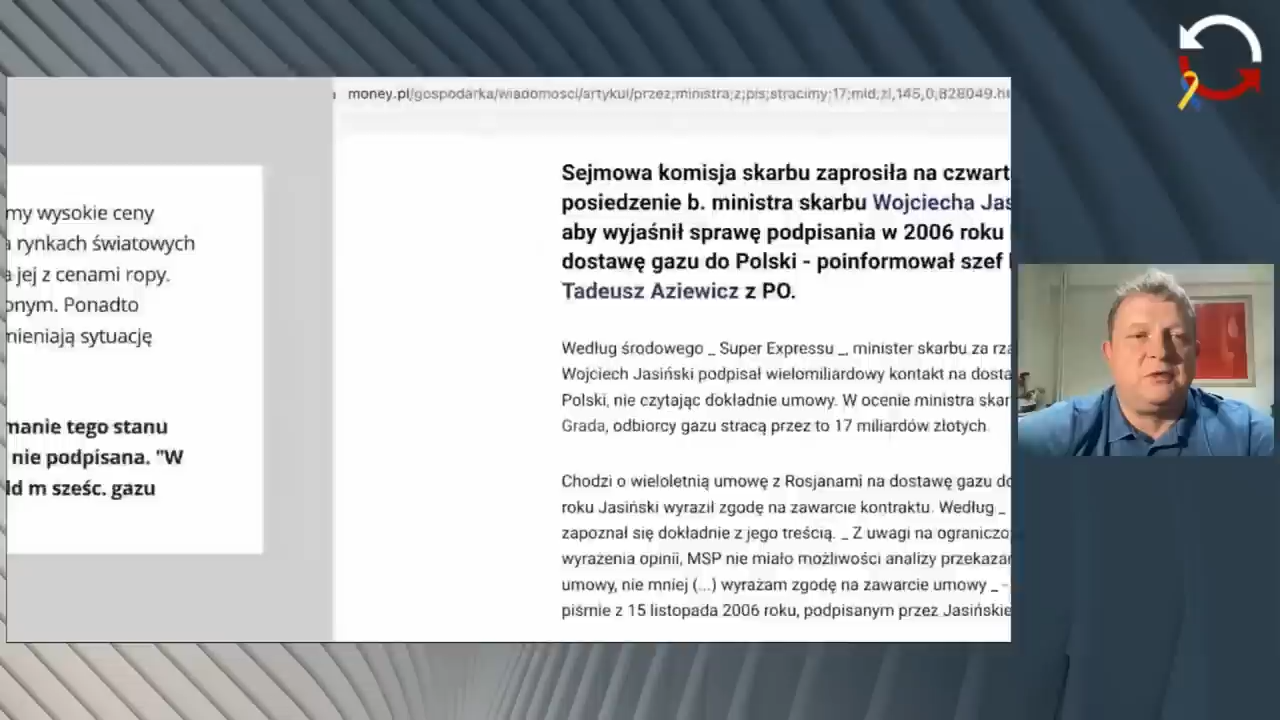 my wysokie ceny
rynkach światowych
jej z cenami ropy.
onym. Ponadto
mieniają sytuację
manie tego stanu
nie podpisana. "W
ld m sześc. gazu
money.pl/gospodarka/wiadomosci/artykul/przez;ministra;z;pis;stracimy;17;mld;zl,145,0,828049.ht
Sejmowa komisja skarbu zaprosiła na czwart
posiedzenie b. ministra skarbu Wojciecha Jas
aby wyjaśnił sprawę podpisania w 2006 roku
dostawę gazu do Polski - poinformował szef
Tadeusz Aziewicz z PO.
Według środowego _ Super Expressu _, minister skarbu za rza
Wojciech Jasiński podpisał wielomiliardowy kontakt na dosta
Polski, nie czytając dokładnie umowy. W ocenie ministra skar
Grada, odbiorcy gazu stracą przez to 17 miliardów złotych.
Chodzi o wieloletnią umowę z Rosjanami na dostawę gazu do
roku Jasiński wyraził zgodę na zawarcie kontraktu. Według _
zapoznał się dokładnie z jego treścią. _ Z uwagi na ograniczo
wyrażenia opinii, MSP nie miało możliwości analizy przekazan
umowy, nie mniej (...) wyrażam zgodę na zawarcie umowy _ -
piśmie z 15 listopada 2006 roku, podpisanym przez Jasińskie